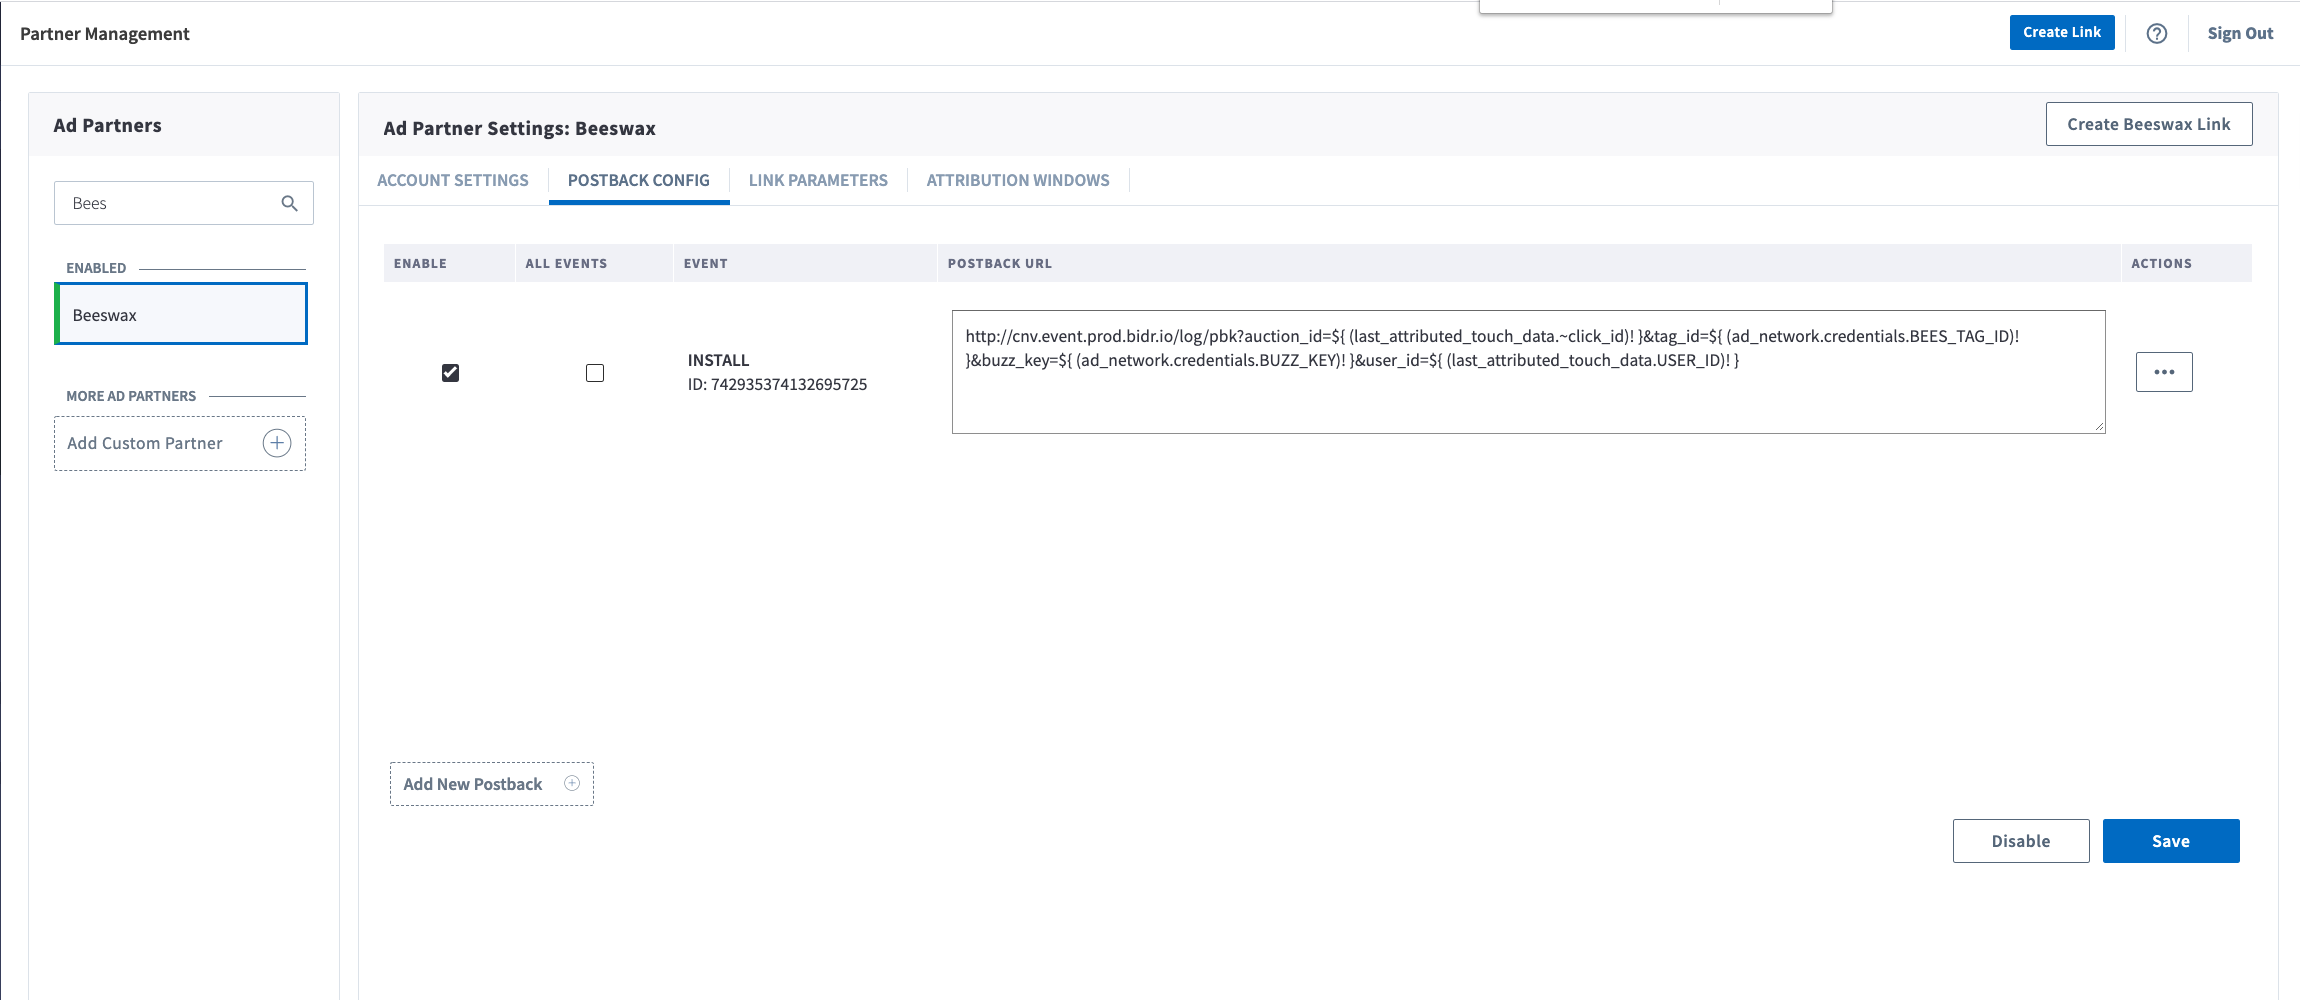 Partner Management
Create Link
Sign Out
Ad Partners
Bees
ENABLED
Beeswax
MORE AD PARTNERS
Add Custom Partner
Ad Partner Settings: Beeswax
Create Beeswax Link
ACCOUNT SETTINGS
POSTBACK CONFIG
LINK PARAMETERS
ATTRIBUTION WINDOWS
ENABLE
ALL EVENTS
EVENT
POSTBACK URL
ACTIONS
INSTALL
ID: 742935374132695725
http://cnv.event.prod.bidr.io/log/pbk?auction_id=${ (last_attributed_touch_data.~click_id)! }&tag_id=${ (ad_network.credentials.BEES_TAG_ID)!
}&buzz_key=${ (ad_network.credentials.BUZZ_KEY)! }&user_id=${ (last_attributed_touch_data.USER_ID)! }
Add New Postback
Disable
Save